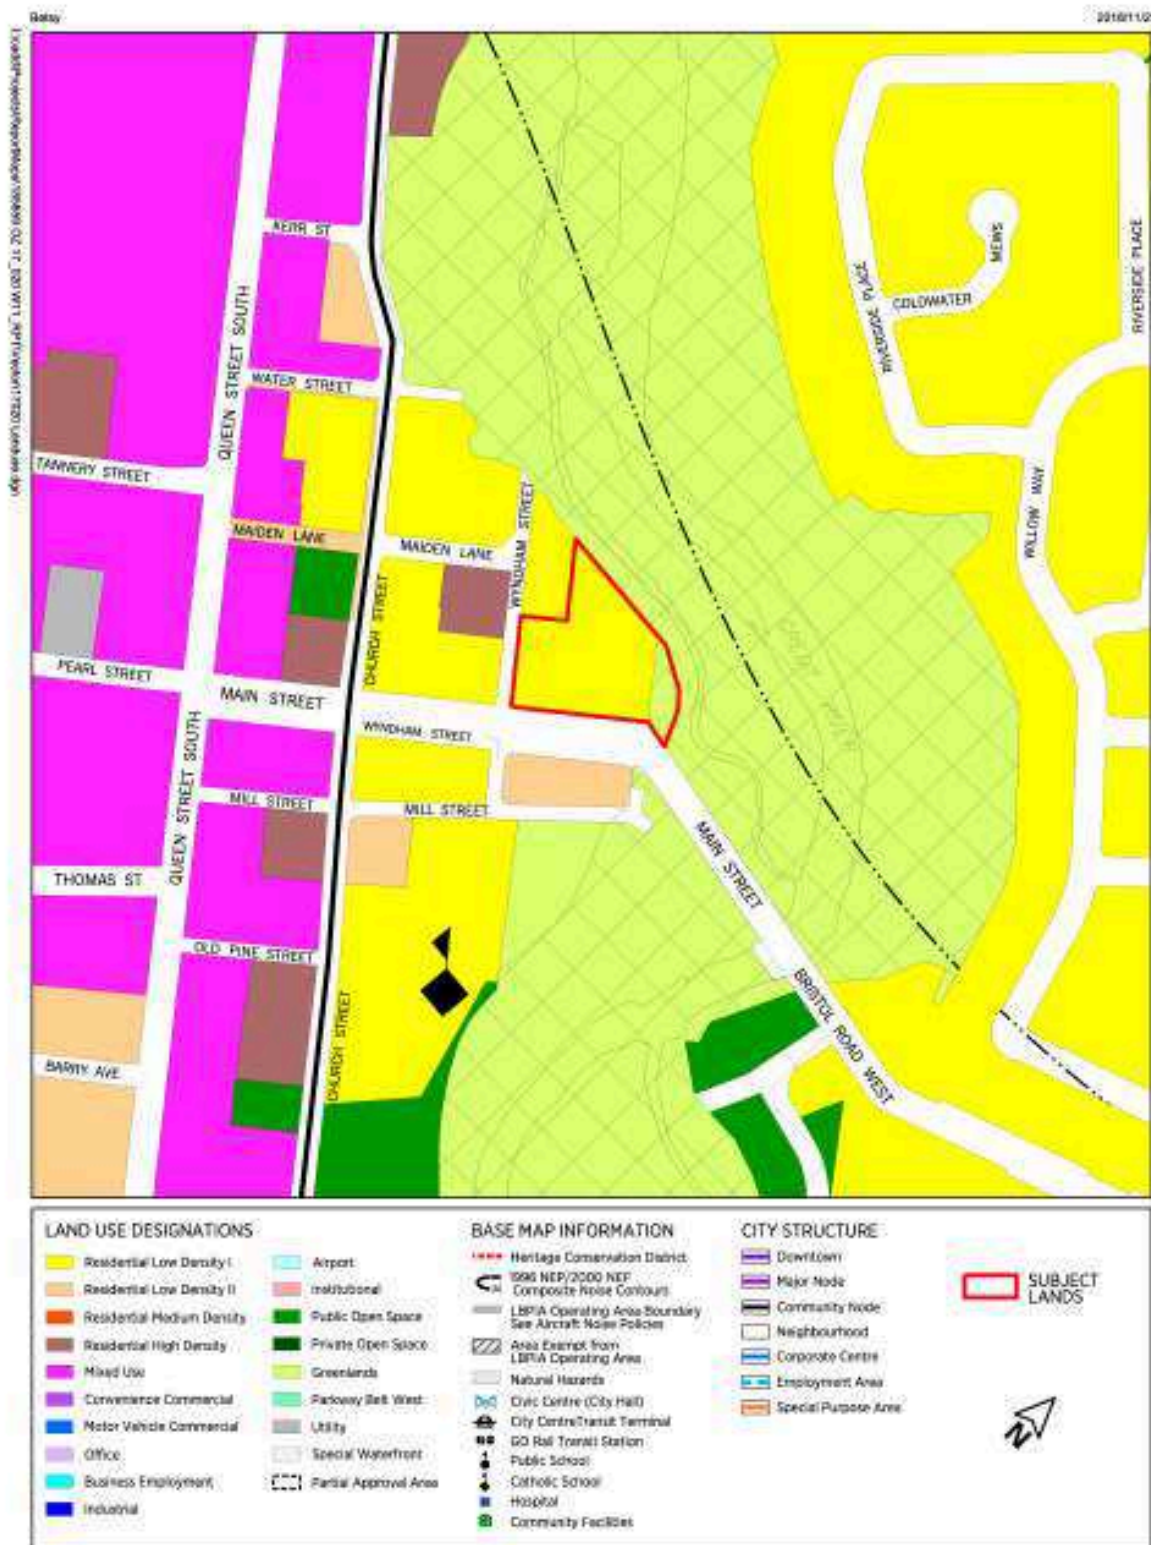 KERR ST
QUEEN STREET SOUTH
WATER STREET
TANNERY STREET
MAIDEN LANE
MAIDEN LANE
WYNDHAM STREET
CHURCH STREET
PEARL STREET
MAIN STREET
WYNDHAM STREET
QUEEN STREET SOUTH
MILL STREET
MILL STREET
THOMAS ST
OLD PINE STREET
BARRY AVE
CHURCH STREET
MAIN STREET
BRISTOL ROAD WEST
RIVERSIDE PLACE
COLDWATER
MEWS
RIVERSIDE PLACE
WILLOW WAY
LAND USE DESIGNATIONS
Residential Low Density I
Residential Low Density II
Residential Medium Density
Residential High Density
Mixed Use
Convenience Commercial
Motor Vehicle Commercial
Office
Business Employment
Industrial
Airport
Institutional
Public Open Space
Private Open Space
Greenlands
Parkway Belt West
Utility
Special Waterfront
Partial Approval Area
BASE MAP INFORMATION
Heritage Conservation District
1996 NEP/2000 NEF
Composite Noise Contours
LBPIA Operating Area Boundary
See Aircraft Noise Policies
Area Exempt from
LBPIA Operating Area
Natural Hazards
Civic Centre (City Hall)
City Centre Transit Terminal
GO Rail Transit Station
Public School
Catholic School
Hospital
Community Facilities
CITY STRUCTURE
Downtown
Major Node
Community Node
Neighbourhood
Corporate Centre
Employment Area
Special Purpose Area
SUBJECT
LANDS